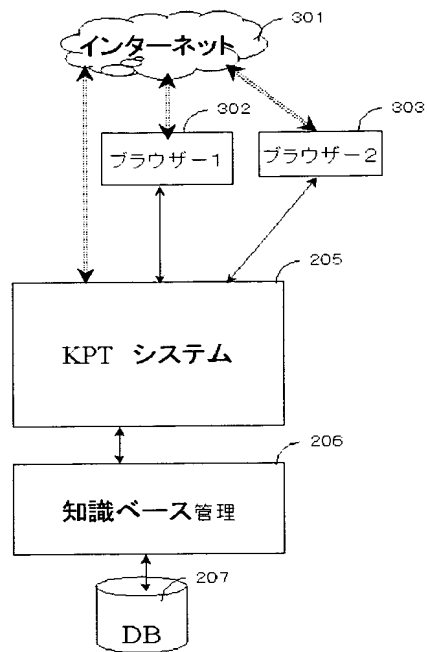 301
インターネット
302
303
ブラウザー1
ブラウザー2
205
KPT システム
206
知識ベース管理
207
DB